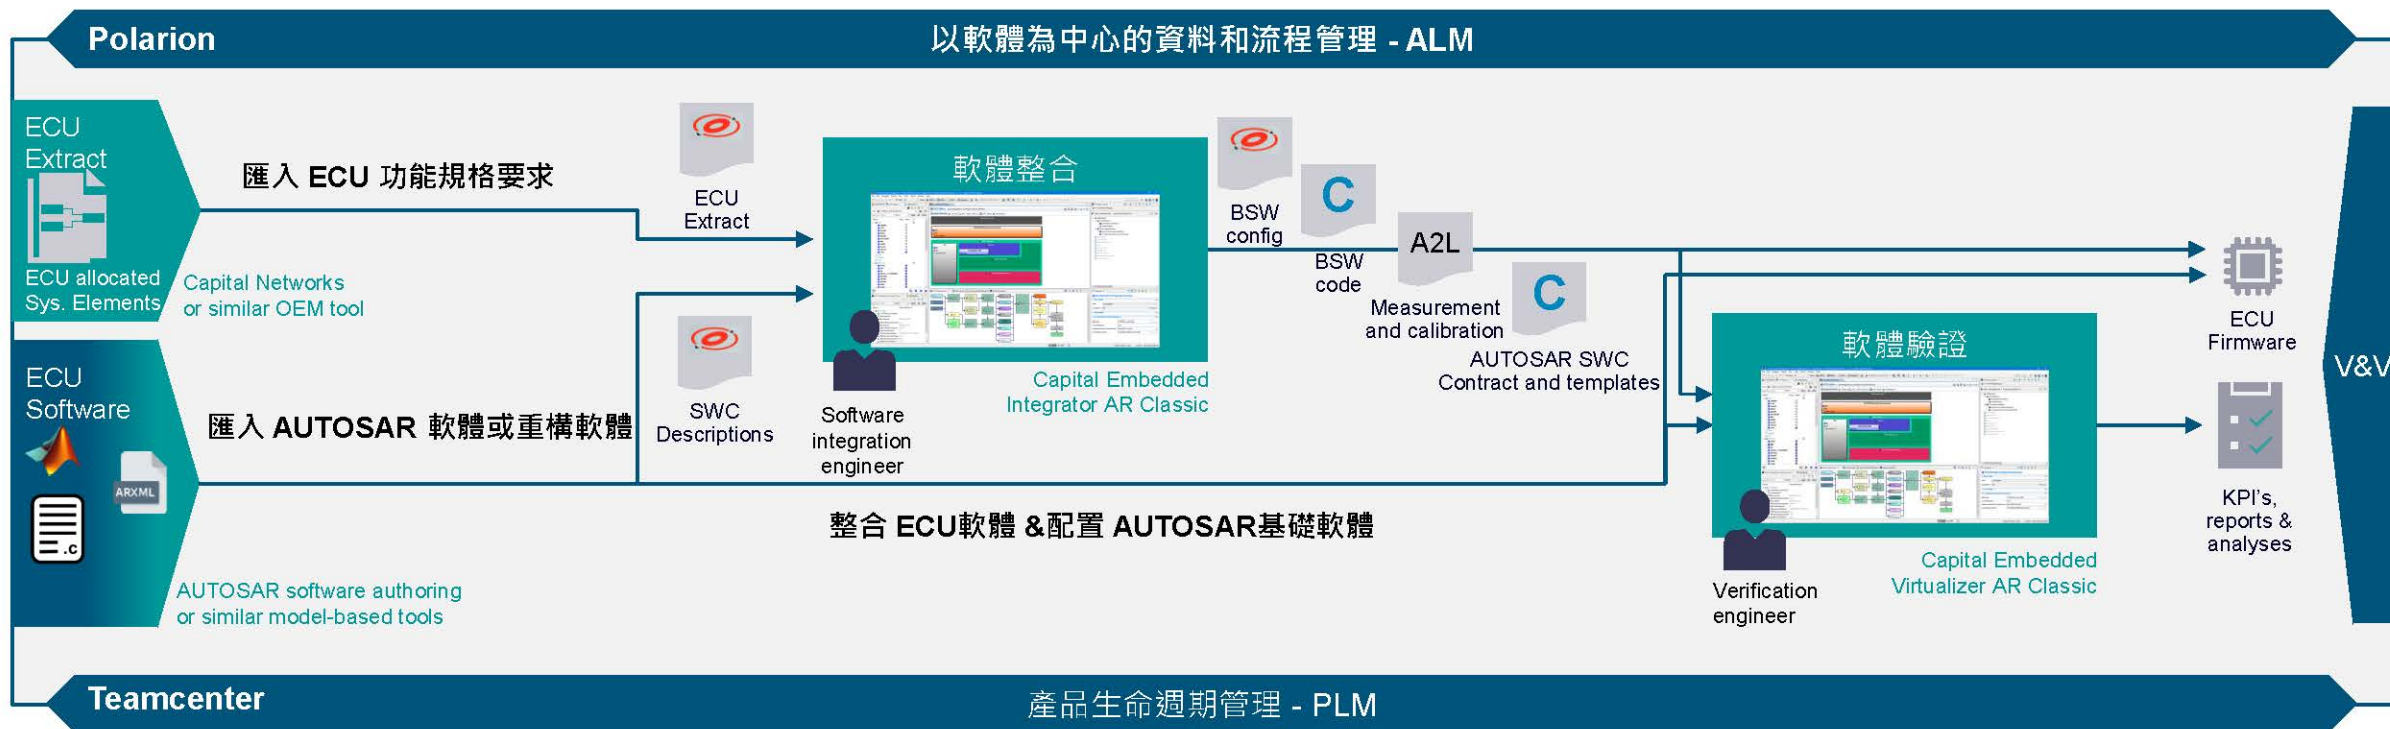 Polarion
以軟體為中心的資料和流程管理 - ALM
ECU
Extract
ECU allocated
Sys. Elements
Capital Networks
or similar OEM tool
匯入 ECU 功能規格要求
ECU
Extract
軟體整合
Capital Embedded
Integrator AR Classic
Software
integration
engineer
BSW
config
C
BSW
code
A2L
Measurement
and calibration
C
AUTOSAR SWC
Contract and templates
ECU
Firmware
V&V
ECU
Software
ARXML
.c
匯入 AUTOSAR 軟體或重構軟體
SWC
Descriptions
AUTOSAR software authoring
or similar model-based tools
整合 ECU軟體 &配置 AUTOSAR基礎軟體
軟體驗證
Capital Embedded
Virtualizer AR Classic
Verification
engineer
KPI's,
reports &
analyses
Teamcenter
產品生命週期管理 - PLM